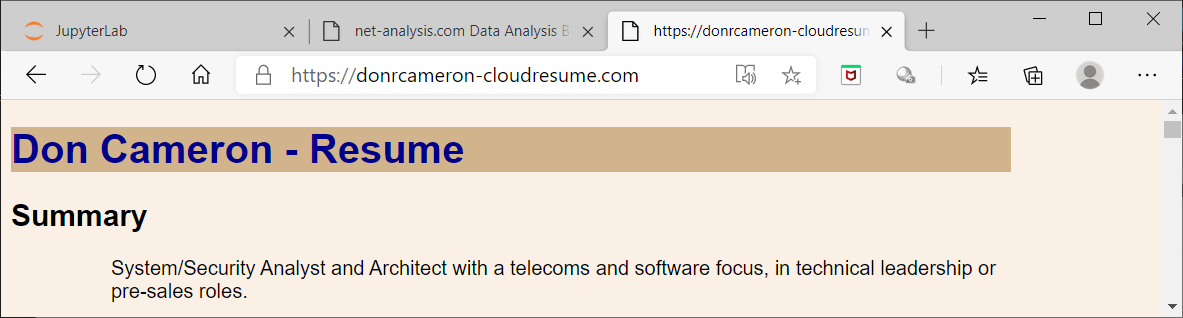 JupyterLab
net-analysis.com Data Analysis B
https://donrcameron-cloudresum
https://donrcameron-cloudresume.com
Don Cameron - Resume
Summary
System/Security Analyst and Architect with a telecoms and software focus, in technical leadership or
pre-sales roles.